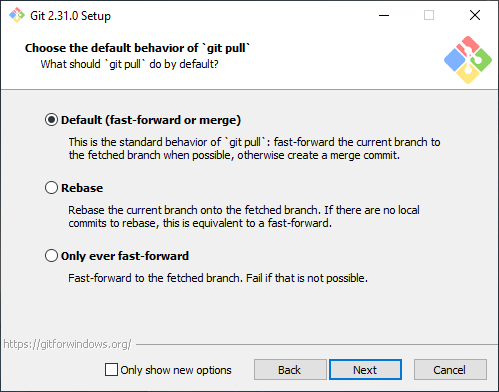 Git 2.31.0 Setup
Choose the default behavior of `git pull`
What should `git pull` do by default?
Default (fast-forward or merge)
This is the standard behavior of `git pull`: fast-forward the current branch to
the fetched branch when possible, otherwise create a merge commit.
Rebase
Rebase the current branch onto the fetched branch. If there are no local
commits to rebase, this is equivalent to a fast-forward.
Only ever fast-forward
Fast-forward to the fetched branch. Fail if that is not possible.
https://gitforwindows.org/
Only show new options
Back
Next
Cancel